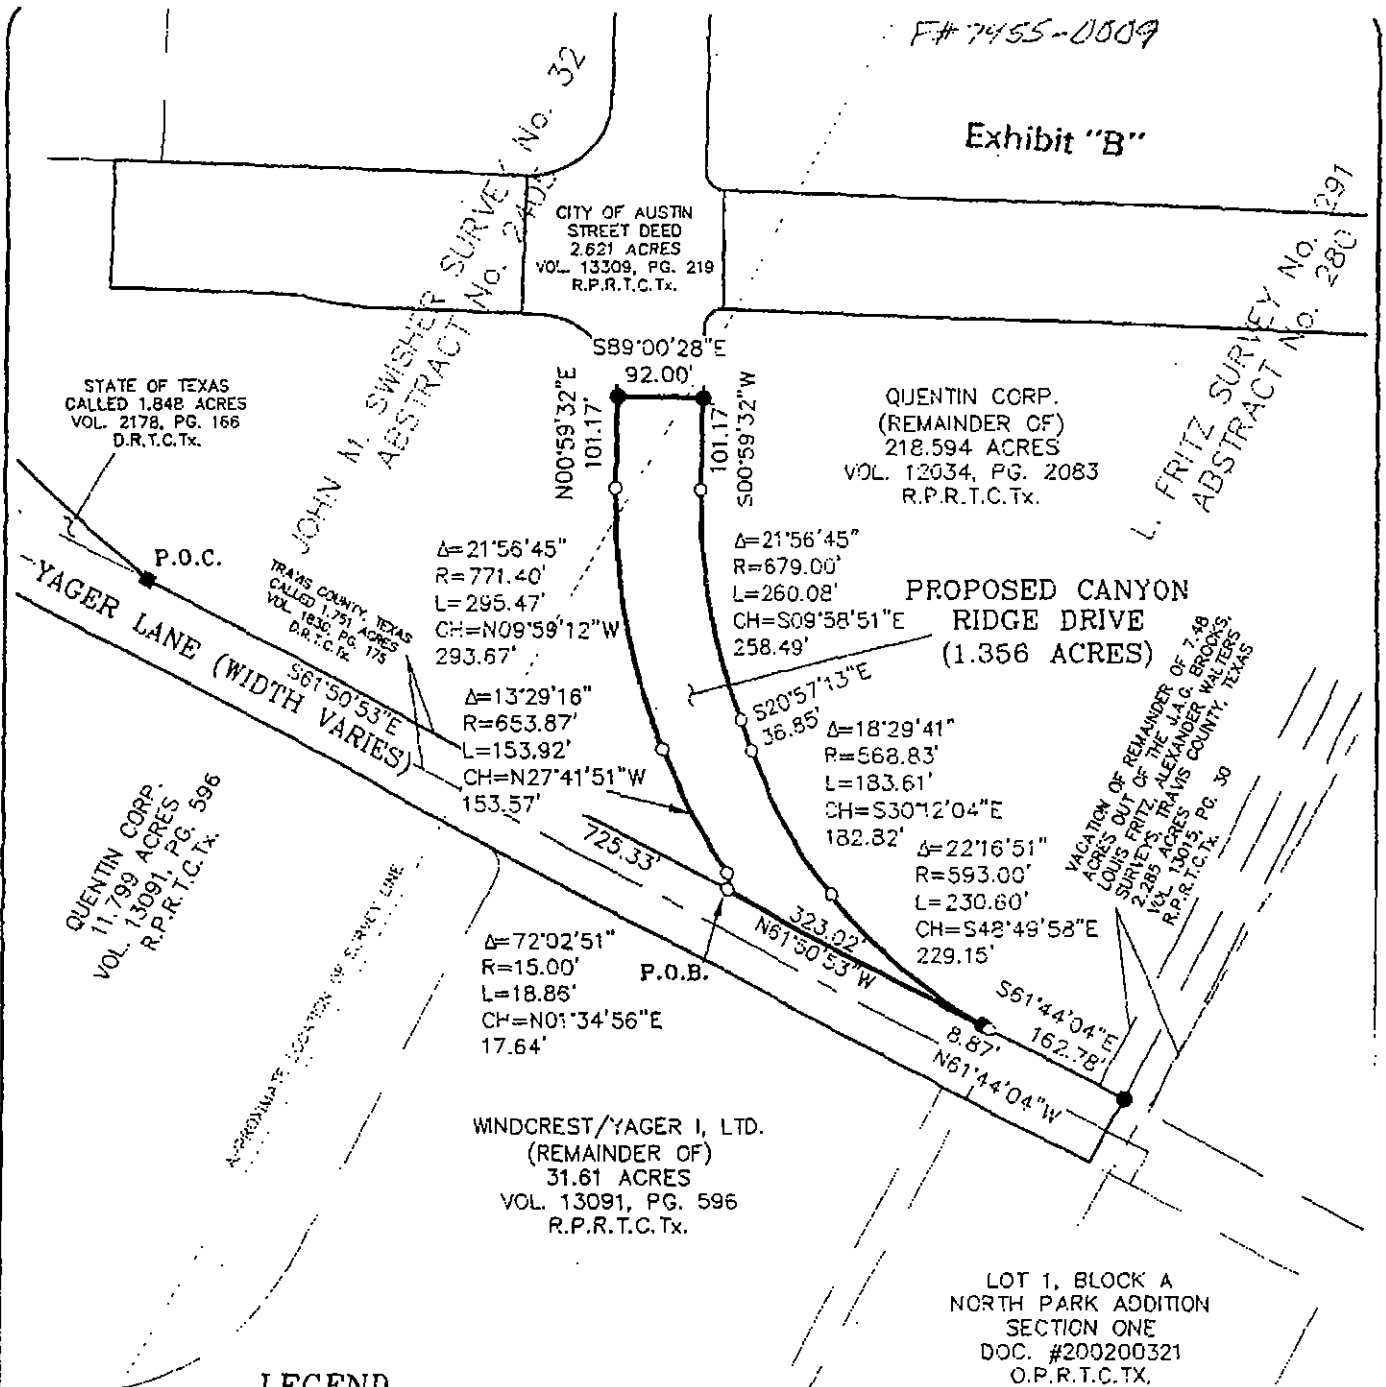 F# 7455-0009
Exhibit "B"
JOHN M. SWISHER SURVEY No. 32
ABSTRACT No. 2405
CITY OF AUSTIN
STREET DEED
2.621 ACRES
VOL. 13309, PG. 219
R.P.R.T.C.Tx.
L. FRITZ SURVEY No. 291
ABSTRACT No. 280
S89°00'28"E
92.00'
N00°59'32"E
101.17'
S00°59'32"W
101.17
STATE OF TEXAS
CALLED 1.848 ACRES
VOL. 2178, PG. 166
D.R.T.C.Tx.
QUENTIN CORP.
(REMAINDER OF)
218.594 ACRES
VOL. 12034, PG. 2083
R.P.R.T.C.Tx.
P.O.C.
TRAVIS COUNTY, TEXAS
CALLED 1.751 ACRES
VOL. 1836, PG. 175
D.R.T.C.Tx.
YAGER LANE (WIDTH VARIES)
S61°50'53"E
Δ=21°56'45"
R=771.40'
L=295.47'
CH=N09°59'12"W
293.67'
Δ=21°56'45"
R=679.00'
L=260.08'
CH=S09°58'51"E
258.49'
PROPOSED CANYON
RIDGE DRIVE
(1.356 ACRES)
Δ=13°29'16"
R=653.87'
L=153.92'
CH=N27°41'51"W
153.57'
S20°57'13"E
36.85'
Δ=18°29'41"
R=568.83'
L=183.61'
CH=S30°12'04"E
182.82'
VACATION OF REMAINDER OF 7.48
ACRES OUT OF THE J.A.G. BROCKS,
LOUIS FRITZ, ALEXANDER WALTERS
SURVEYS, TRAVIS COUNTY, TEXAS
2.285 ACRES
VOL. 13015, PG. 30
R.P.R.T.C.Tx.
QUENTIN CORP.
11.799 ACRES
VOL. 13091, PG. 596
R.P.R.T.C.Tx.
725.33'
Δ=22°16'51"
R=593.00'
L=230.60'
CH=S48°49'58"E
229.15'
APPROXIMATE LOCATION OF SURVEY LINE
323.02'
N61°50'53"W
Δ=72°02'51"
R=15.00'
L=18.86'
CH=N01°34'56"E
17.64'
P.O.B.
S61°44'04"E
162.78'
8.87'
N61°44'04"W
WINDCREST/YAGER I, LTD.
(REMAINDER OF)
31.61 ACRES
VOL. 13091, PG. 596
R.P.R.T.C.Tx.
LOT 1, BLOCK A
NORTH PARK ADDITION
SECTION ONE
DOC. #200200321
O.P.R.T.C.TX.
LEGEND